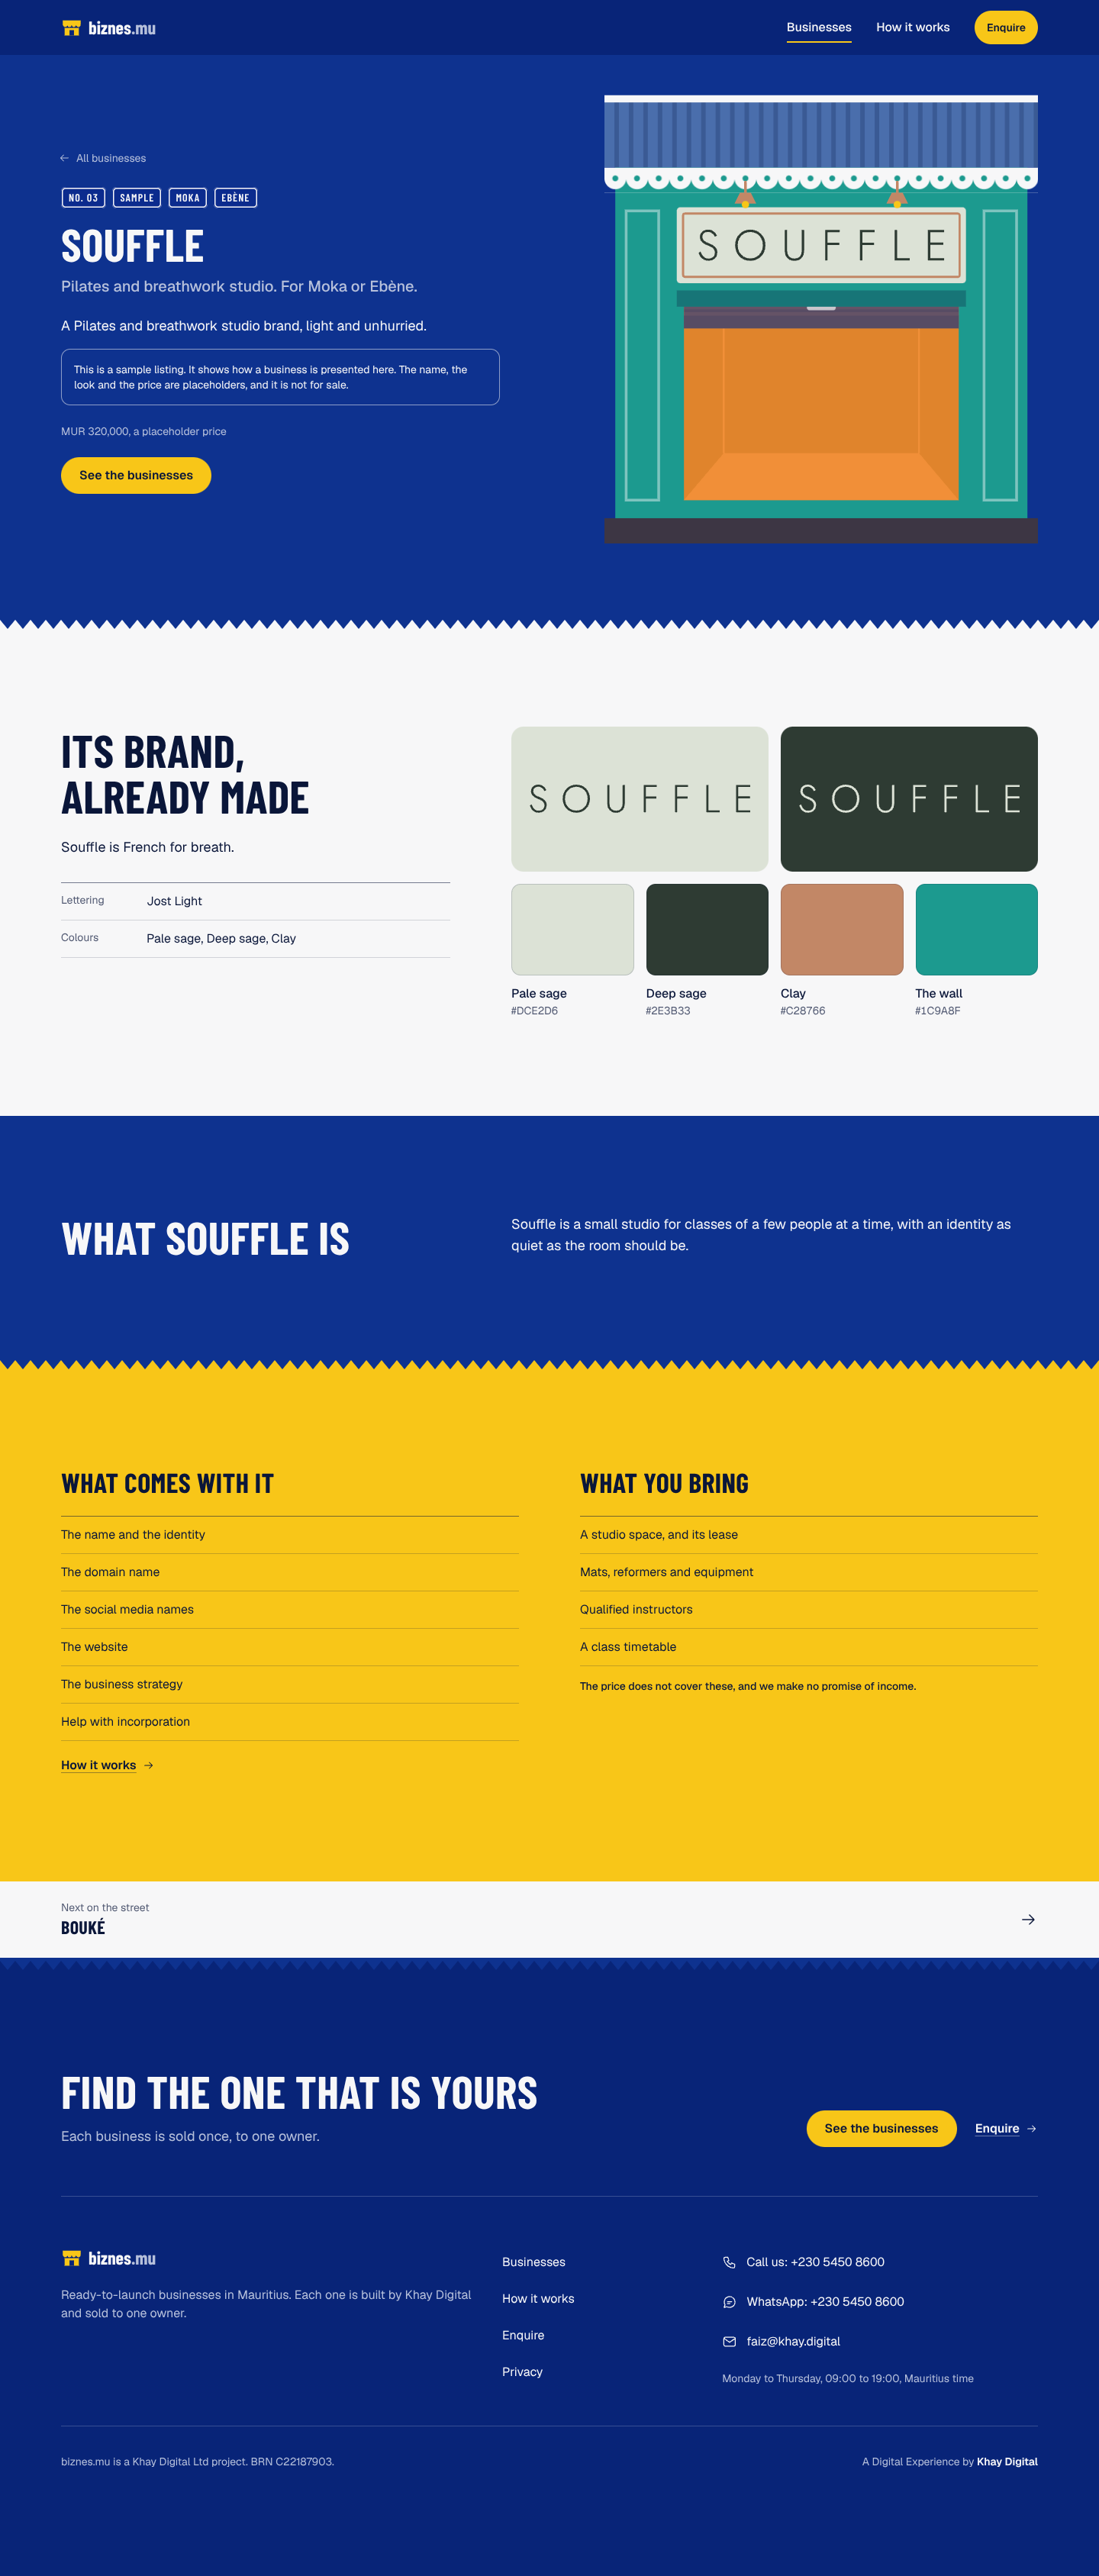 biznes.mu
Businesses
How it works
Enquire
All businesses
NO. 03
SAMPLE
MOKA
EBÈNE
SOUFFLE
Pilates and breathwork studio. For Moka or Ebène.
A Pilates and breathwork studio brand, light and unhurried.
This is a sample listing. It shows how a business is presented here. The name, the
look and the price are placeholders, and it is not for sale.
MUR 320,000, a placeholder price
See the businesses
SOUFFLE
ITS BRAND,
ALREADY MADE
Souffle is French for breath.
Lettering
Jost Light
Colours
Pale sage, Deep sage, Clay
SOUFFLE
SOUFFLE
Pale sage
#DCE2D6
Deep sage
#2E3B33
Clay
#C28766
The wall
#1C9A8F
WHAT SOUFFLE IS
Souffle is a small studio for classes of a few people at a time, with an identity as
quiet as the room should be.
WHAT COMES WITH IT
The name and the identity
The domain name
The social media names
The website
The business strategy
Help with incorporation
How it works
WHAT YOU BRING
A studio space, and its lease
Mats, reformers and equipment
Qualified instructors
A class timetable
The price does not cover these, and we make no promise of income.
Next on the street
BOUKÉ
FIND THE ONE THAT IS YOURS
Each business is sold once, to one owner.
See the businesses
Enquire
biznes.mu
Ready-to-launch businesses in Mauritius. Each one is built by Khay Digital
and sold to one owner.
Businesses
How it works
Enquire
Privacy
Call us: +230 5450 8600
WhatsApp: +230 5450 8600
faiz@khay.digital
Monday to Thursday, 09:00 to 19:00, Mauritius time
biznes.mu is a Khay Digital Ltd project. BRN C22187903.
A Digital Experience by Khay Digital